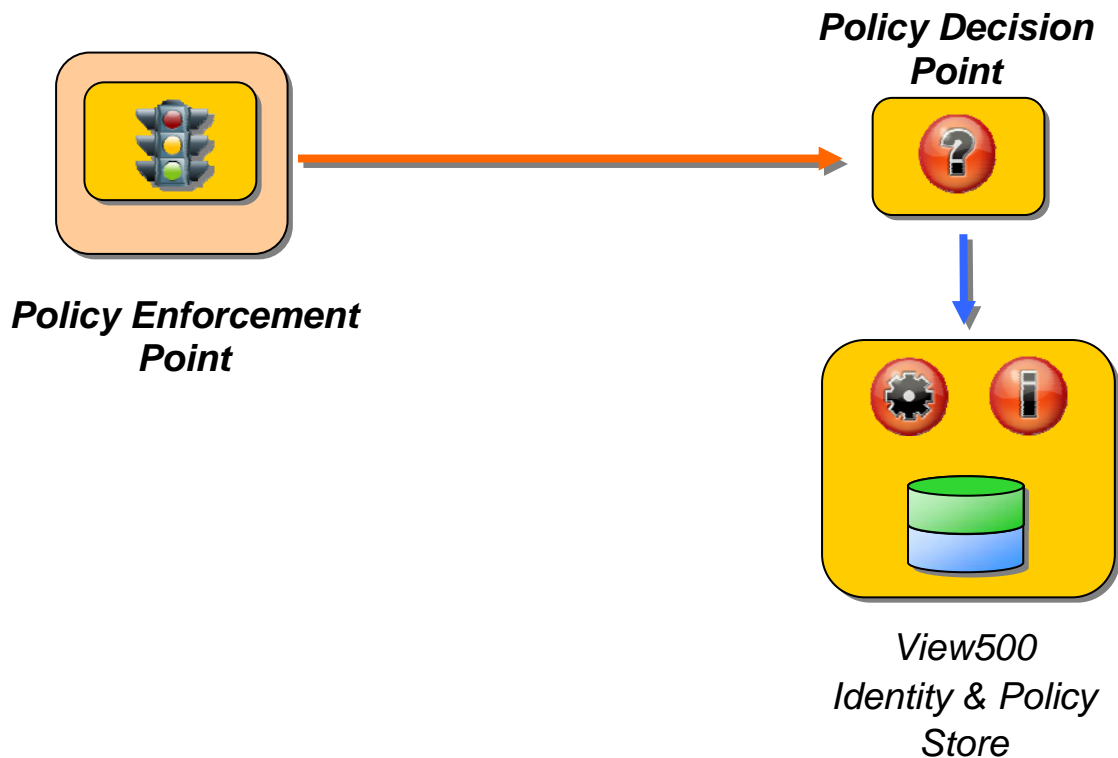 Policy Decision
Point
Policy Enforcement
Point
View500
Identity & Policy
Store